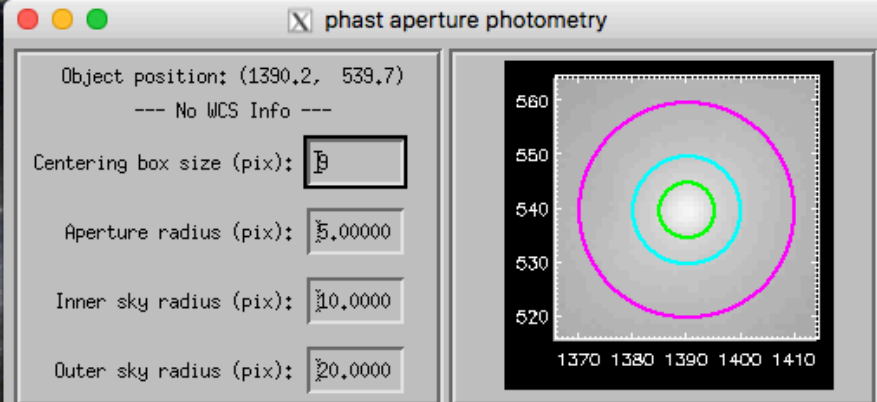 phast aperture photometry
Object position: (1390.2, 539.7)
--- No WCS Info ---
Centering box size (pix):
Aperture radius (pix): 5.00000
Inner sky radius (pix): 10.0000
Outer sky radius (pix): 20.0000
560
550
540
530
520
1370 1380 1390 1400 1410